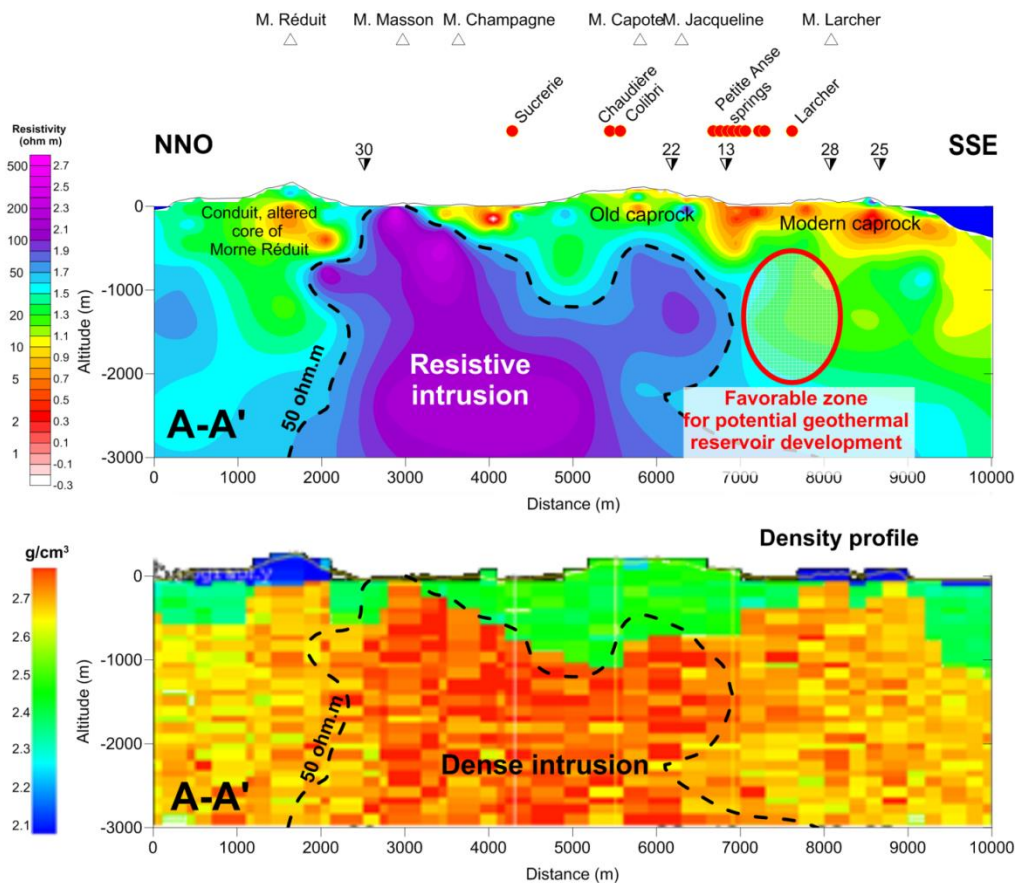 M. Réduit M. Masson M. Champagne M. Capote M. Jacqueline M. Larcher
Sucrerie
Chaudière
Colibri
Petite Anse
springs
Larcher
Resistivity
(ohm m)
NNO
SSE
30 22 13 28 25
500 2.7
2.5
200 2.3
2.1
100 1.9
50 1.7
1.5
20 1.3
1.1
10 0.9
5 0.7
0.5
2 0.3
0.1
1 -0.1
-0.3
Altitude (m)
0
-1000
-2000
-3000
Conduit, altered
core of
Morne Réduit
Old caprock
Modern caprock
Resistive
intrusion
50 ohm.m
A-A'
Favorable zone
for potential geothermal
reservoir development
0 1000 2000 3000 4000 5000 6000 7000 8000 9000 10000
Distance (m)
g/cm³
2.7
2.6
2.5
2.4
2.3
2.2
2.1
Density profile
Altitude (m)
0
-1000
-2000
-3000
50 ohm.m
Dense intrusion
A-A'
0 1000 2000 3000 4000 5000 6000 7000 8000 9000 10000
Distance (m)